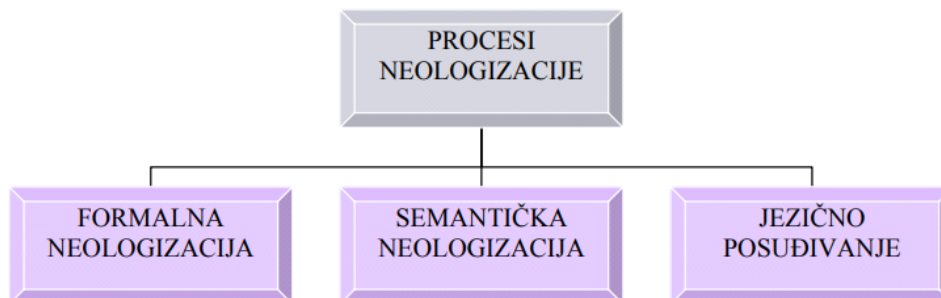 PROCESI
NEOLOGIZACIJE
FORMALNA
NEOLOGIZACIJA
SEMANTIČKA
NEOLOGIZACIJA
JEZIČNO
POSUĐIVANJE